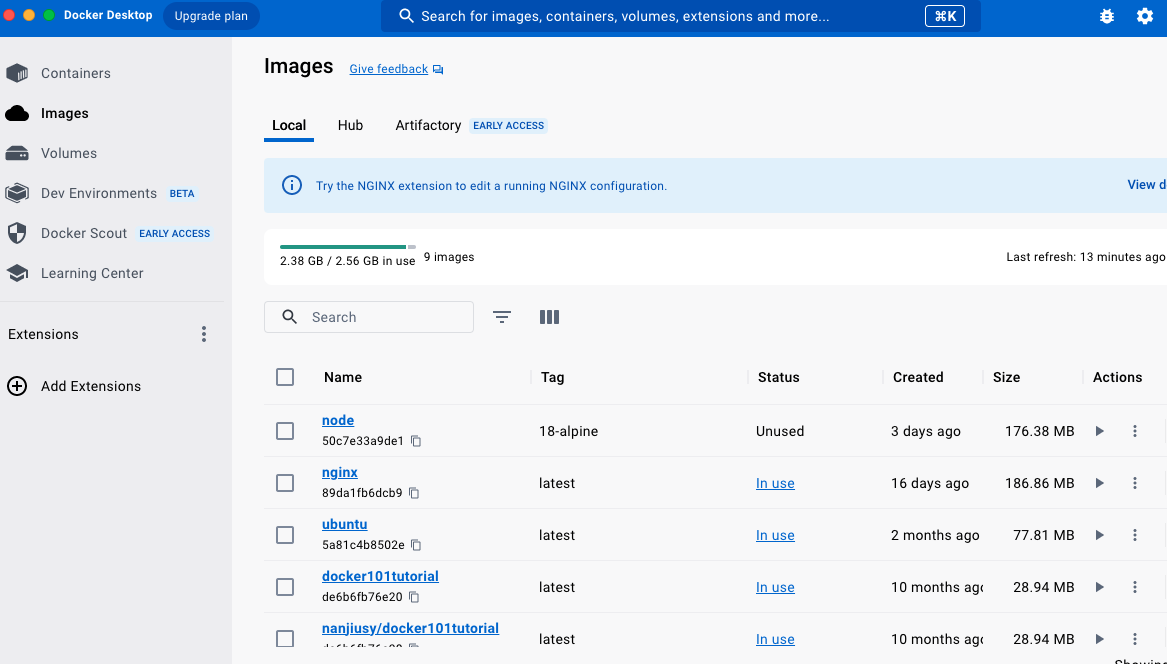 Docker Desktop
Upgrade plan
Search for images, containers, volumes, extensions and more...
⌘K
Containers
Images
Volumes
Dev Environments BETA
Docker Scout EARLY ACCESS
Learning Center
Extensions
Add Extensions
Images
Give feedback
Local
Hub
Artifactory EARLY ACCESS
Try the NGINX extension to edit a running NGINX configuration.
View d
2.38 GB / 2.56 GB in use
9 images
Last refresh: 13 minutes ago
Search
Name Tag Status Created Size Actions
node
50c7e33a9de1
18-alpine Unused 3 days ago 176.38 MB
nginx
89da1fb6dcb9
latest In use 16 days ago 186.86 MB
ubuntu
5a81c4b8502e
latest In use 2 months ago 77.81 MB
docker101tutorial
de6b6fb76e20
latest In use 10 months ago 28.94 MB
nanjiusy/docker101tutorial
latest In use 10 months ago 28.94 MB